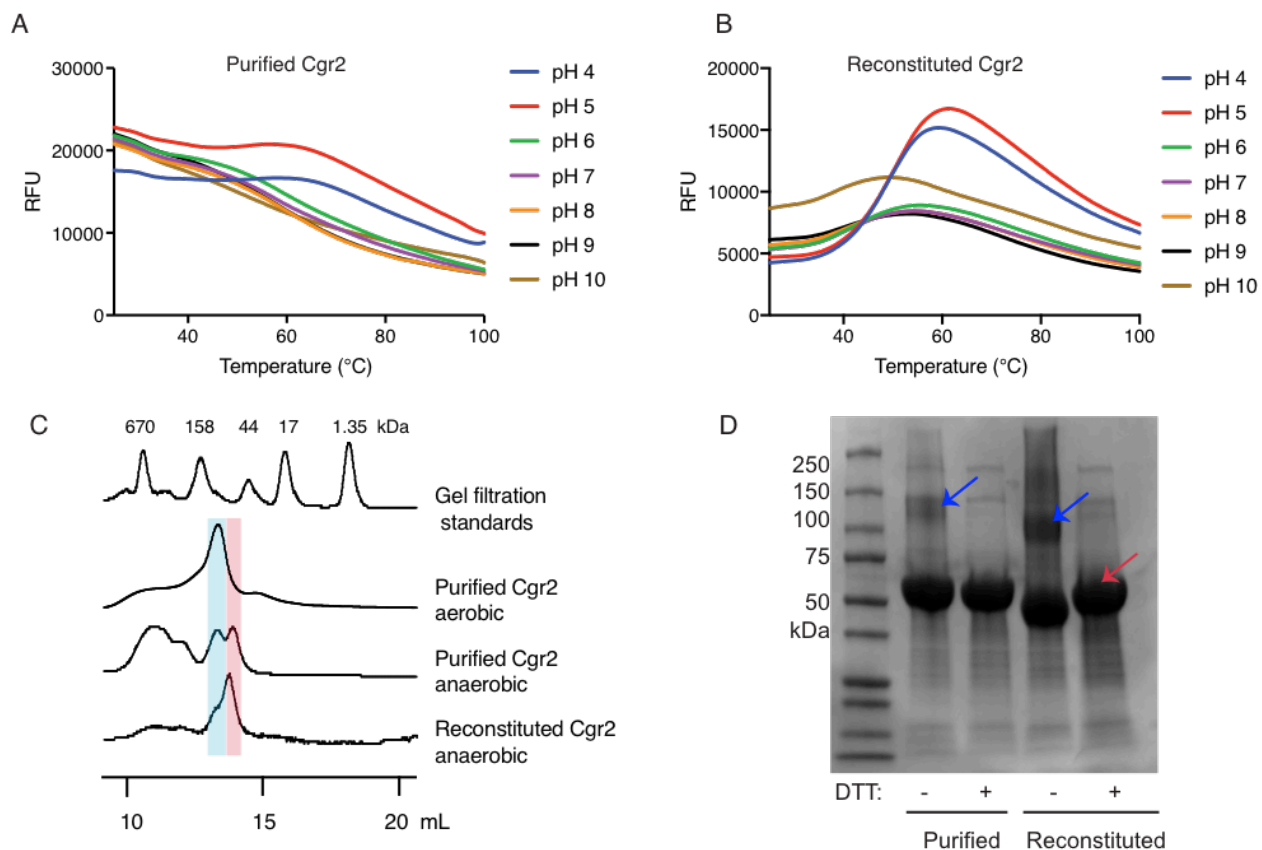 A
Purified Cgr2
30000
20000
10000
0
RFU
40
60
80
100
Temperature (°C)
pH 4
pH 5
pH 6
pH 7
pH 8
pH 9
pH 10
B
Reconstituted Cgr2
20000
15000
10000
5000
0
RFU
40
60
80
100
Temperature (°C)
pH 4
pH 5
pH 6
pH 7
pH 8
pH 9
pH 10
C
670 158 44 17 1.35 kDa
Gel filtration
standards
Purified Cgr2
aerobic
Purified Cgr2
anaerobic
Reconstituted Cgr2
anaerobic
10 15 20 mL
D
250
150
100
75
50
kDa
DTT: - + - +
Purified Reconstituted